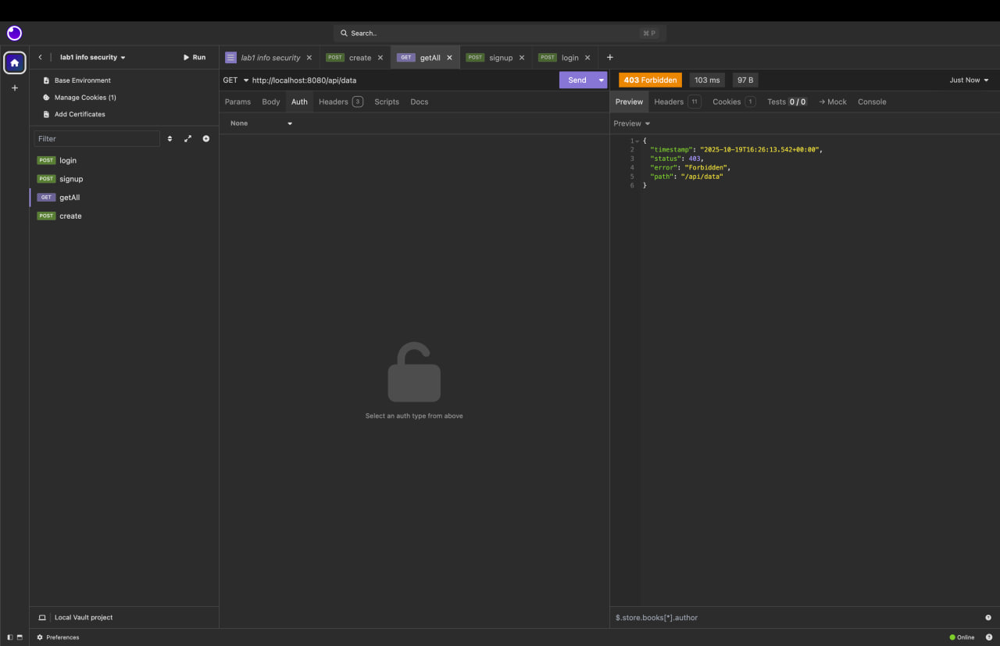 Search..
⌘ P
lab1 info security
Run
lab1 info security
POST create
GET getAll
POST signup
POST login
Base Environment
Manage Cookies (1)
Add Certificates
Filter
POST login
POST signup
GET getAll
POST create
GET http://localhost:8080/api/data
Send
Params Body Auth Headers 3 Scripts Docs
None
Select an auth type from above
403 Forbidden 103 ms 97 B
Just Now
Preview Headers 11 Cookies 1 Tests 0 / 0 → Mock Console
Preview
1 {
2 "timestamp": "2025-10-19T16:26:13.542+00:00",
3 "status": 403,
4 "error": "Forbidden",
5 "path": "/api/data"
6 }
Local Vault project
$.store.books[*].author
Preferences
Online